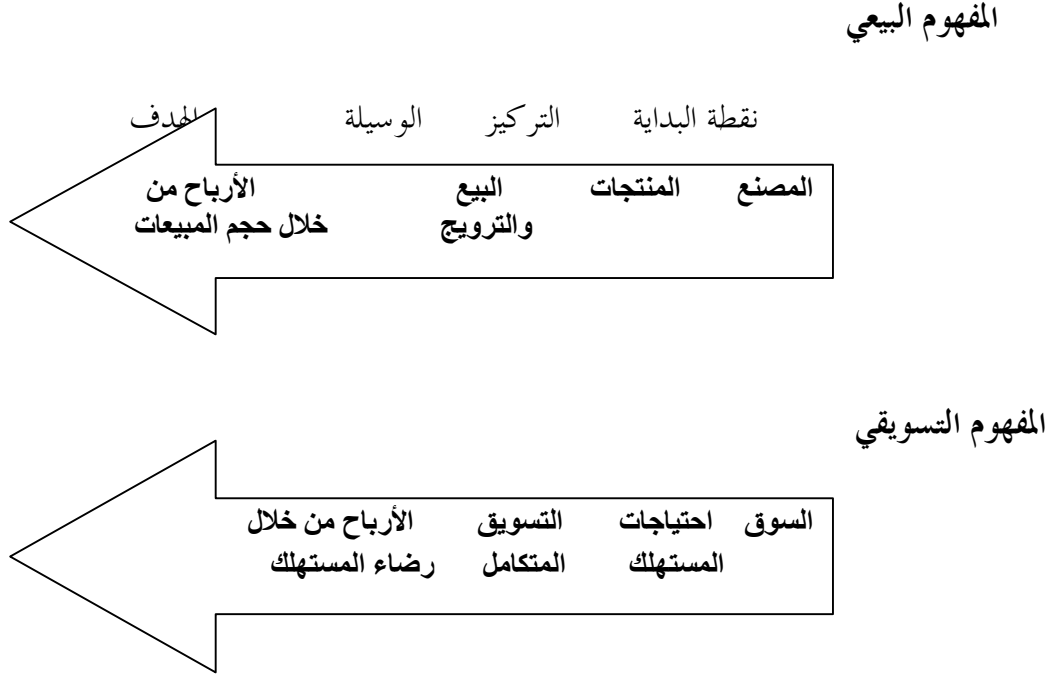 المفهوم البيعي
نقطة البداية التركيز الوسيلة الهدف
المصنع المنتجات البيع الأرباح من
والترويج خلال حجم المبيعات
المفهوم التسويقي
السوق احتياجات التسويق الأرباح من خلال
المستهلك المتكامل رضاء المستهلك